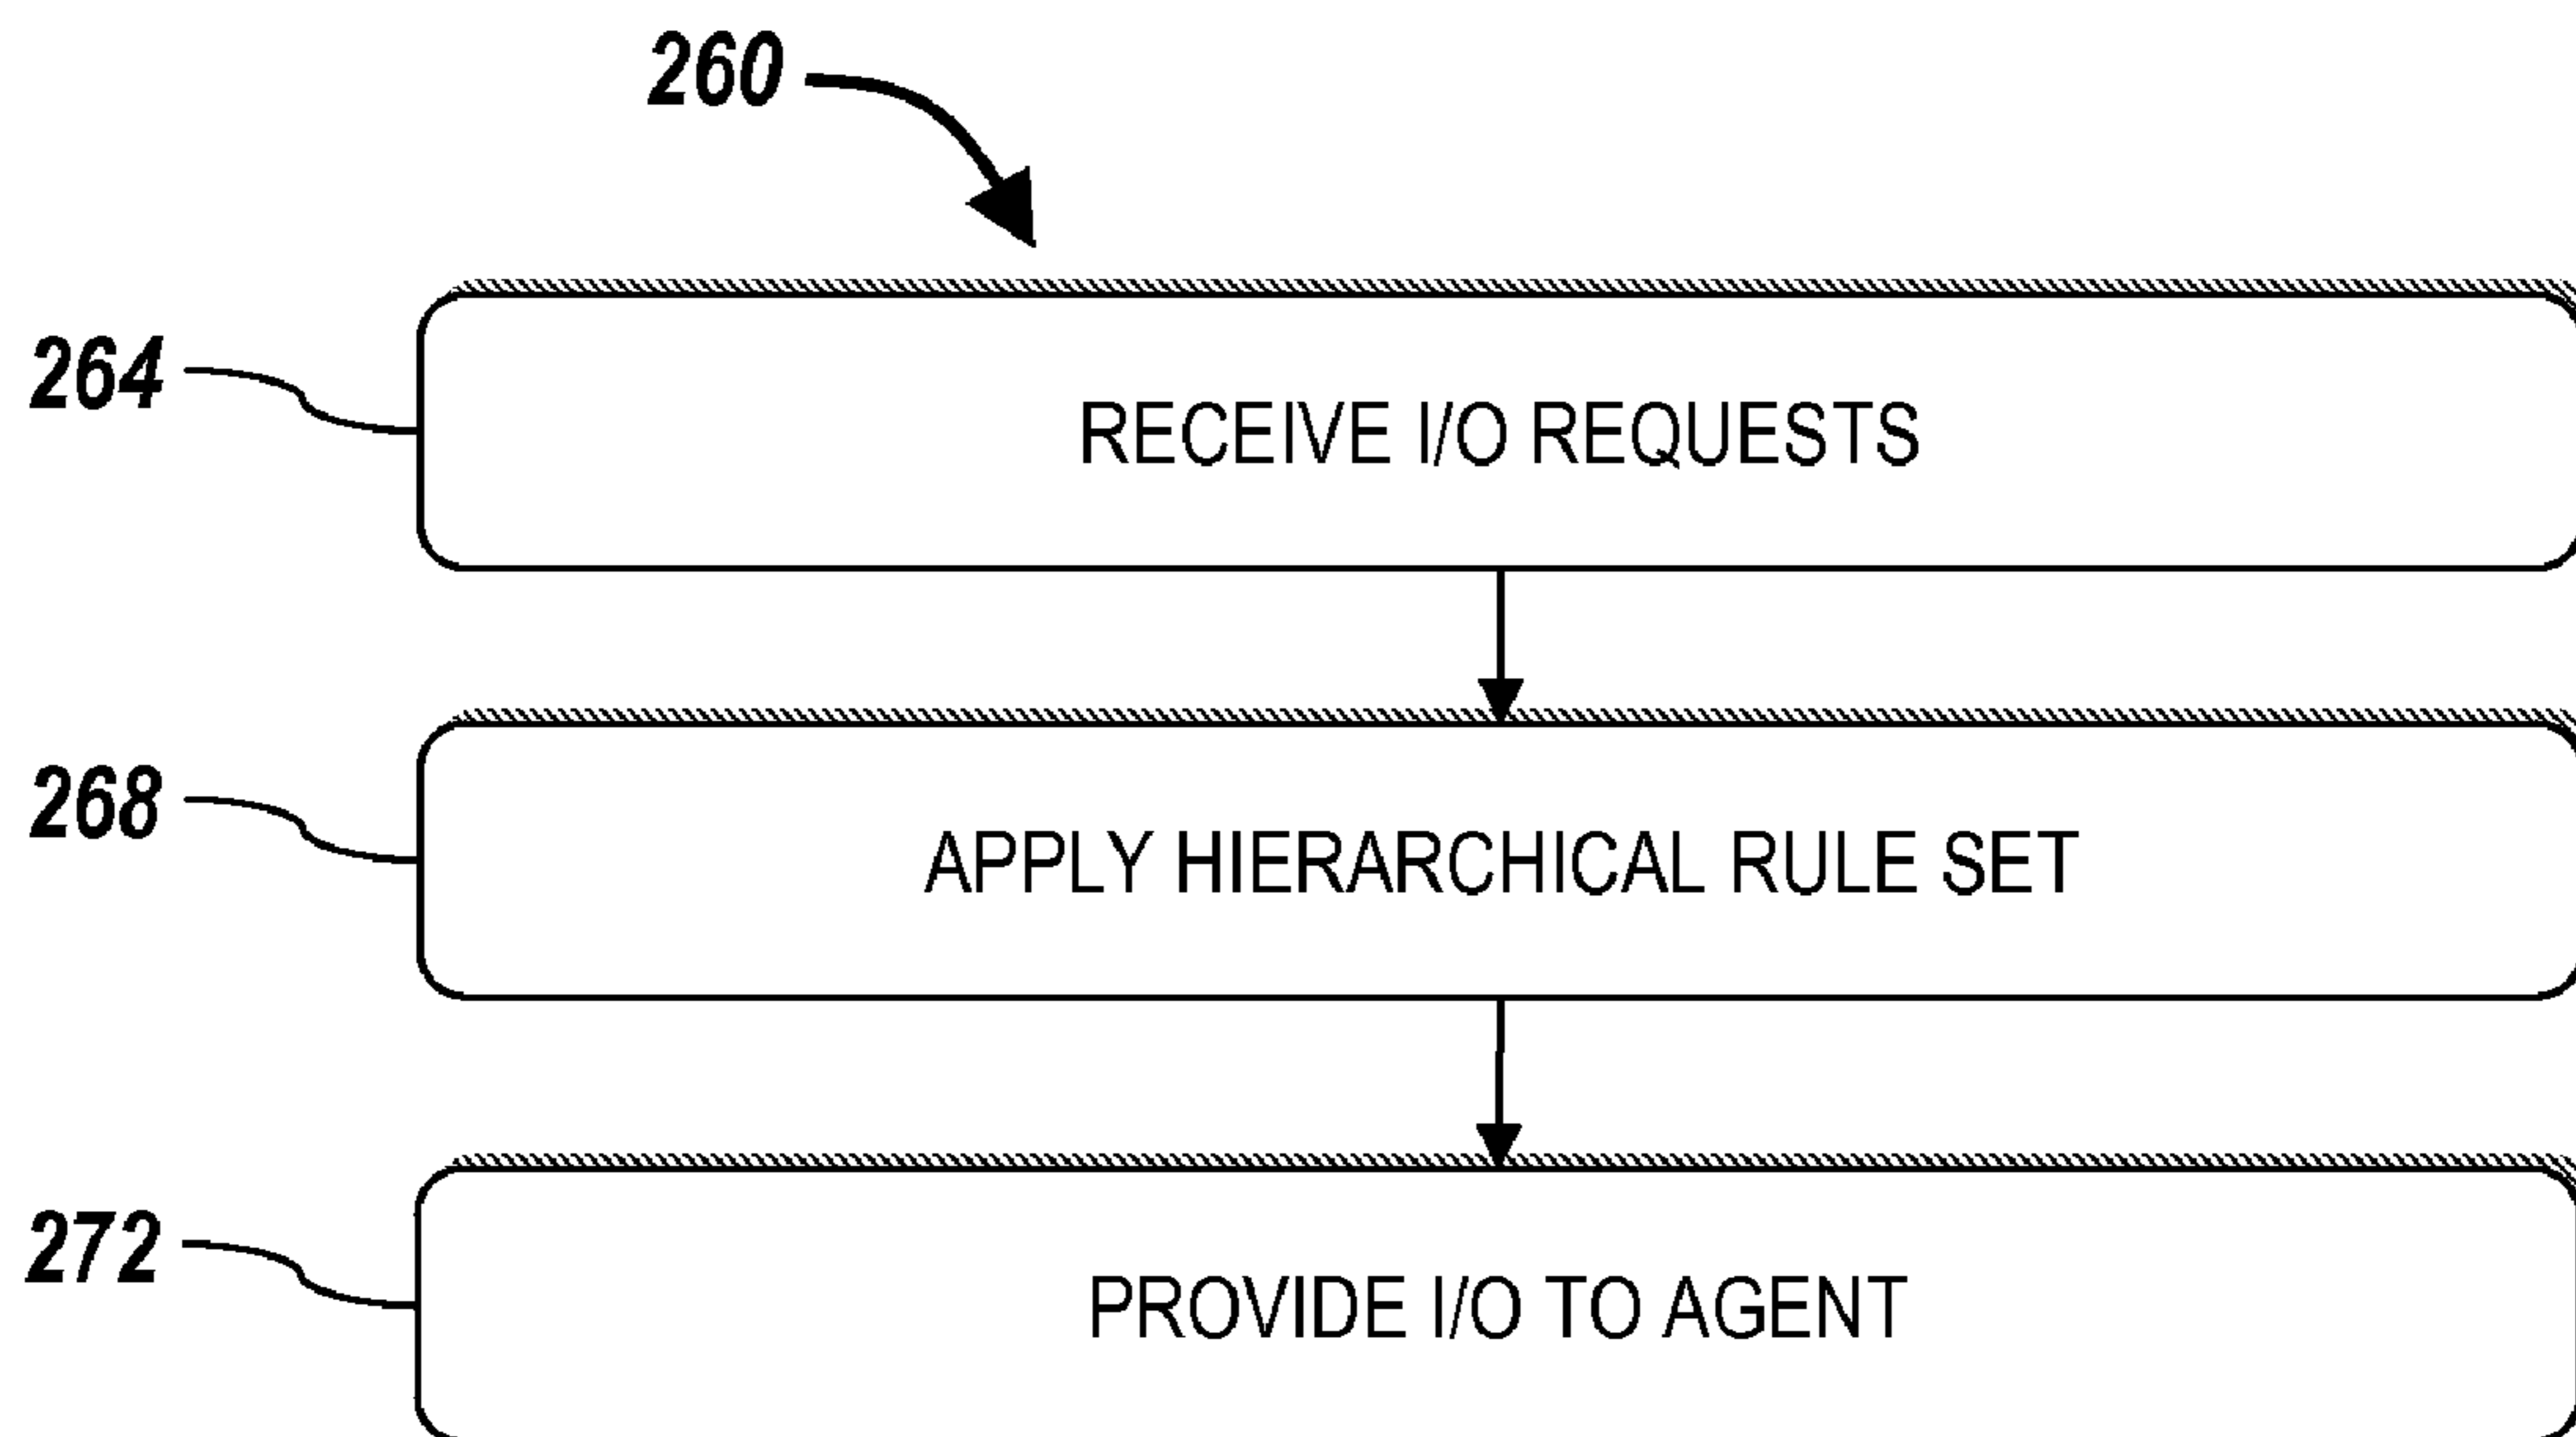 260
264
RECEIVE I/O REQUESTS
268
APPLY HIERARCHICAL RULE SET
272
PROVIDE I/O TO AGENT